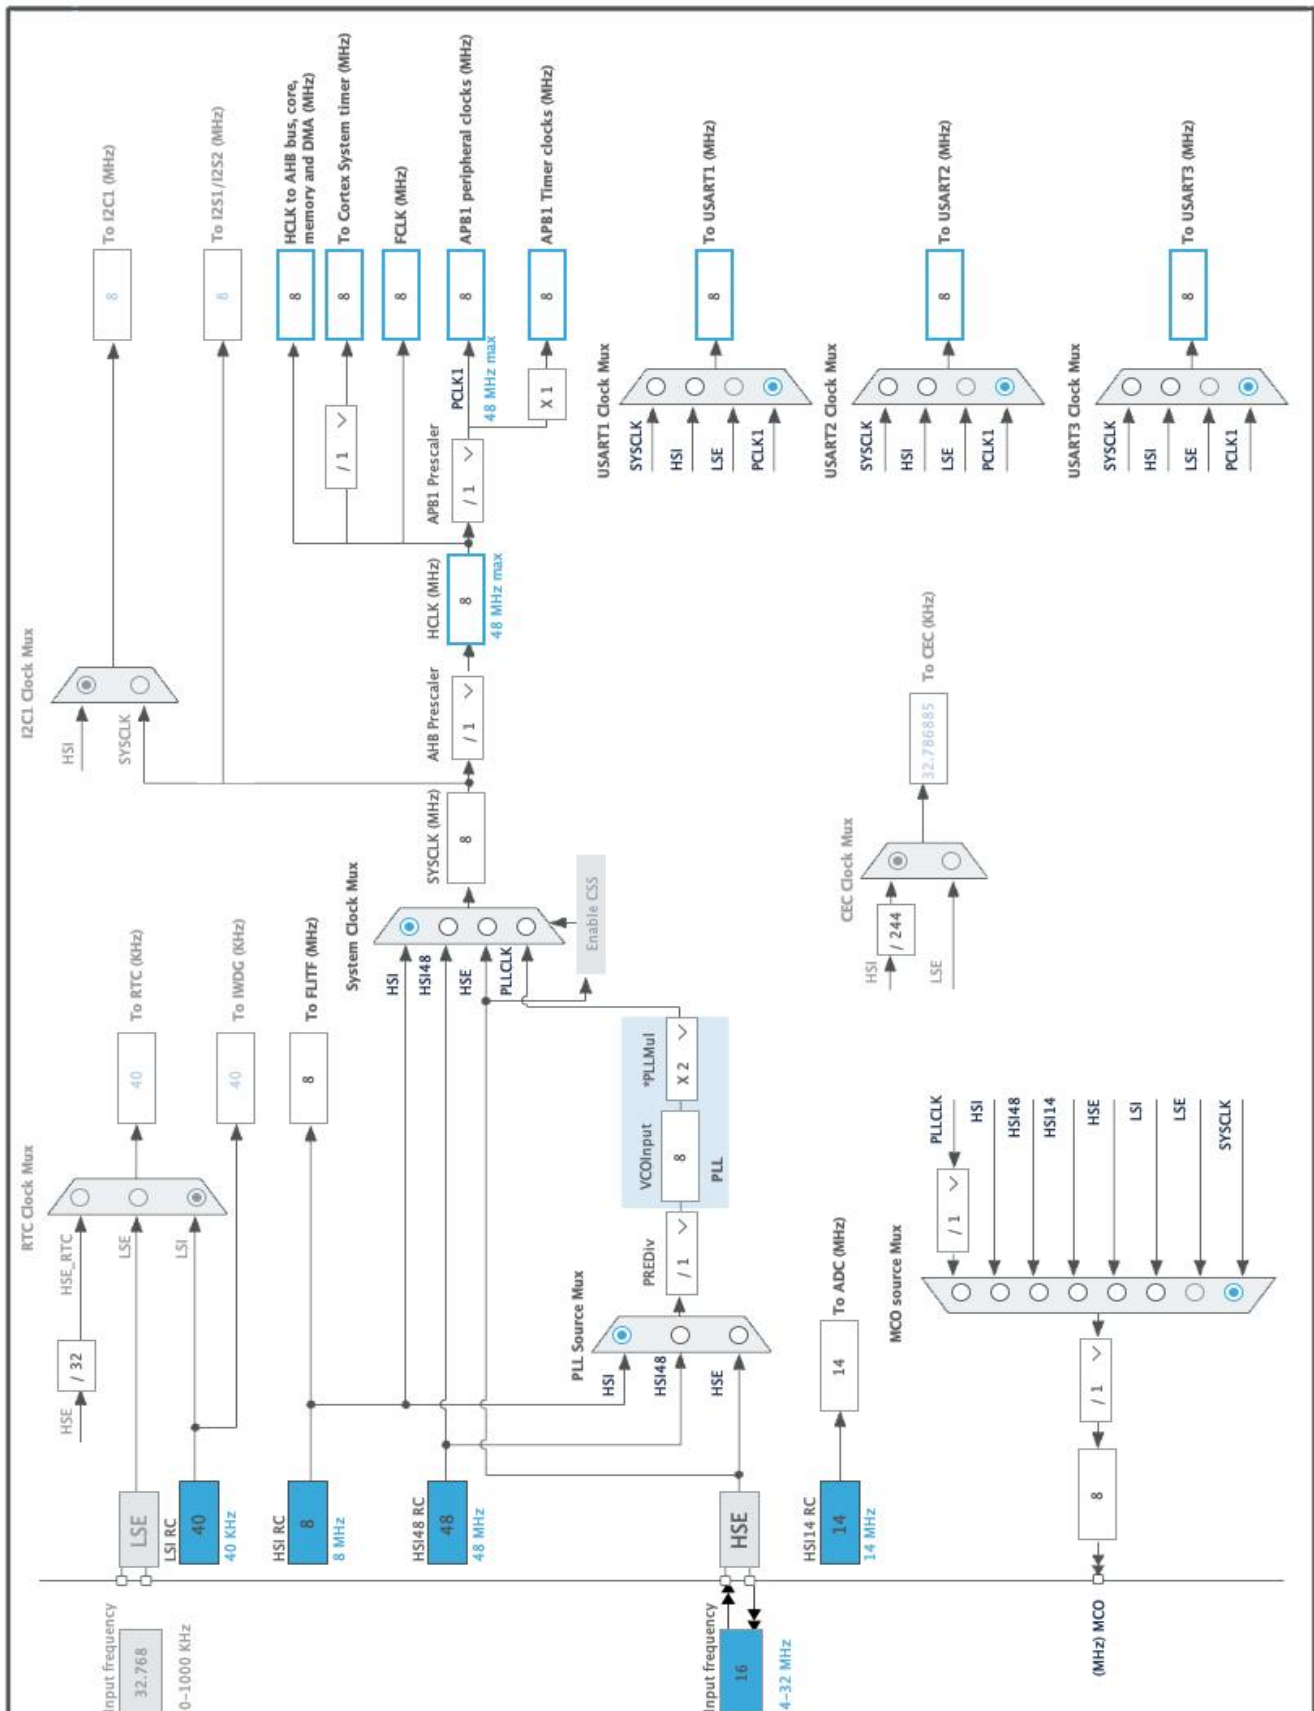 RTC Clock Mux
HSE
/ 32
HSE_RTC
LSE
LSI
40
To RTC (KHz)
40
To IWDG (KHz)
8
To FLITF (MHz)
Input frequency
32.768
0-1000 KHz
LSE
LSI RC
40
40 KHz
HSI RC
8
8 MHz
HSI48 RC
48
48 MHz
I2C1 Clock Mux
HSI
SYSCLK
8
To I2C1 (MHz)
8
To I2S1/I2S2 (MHz)
System Clock Mux
HSI
HSI48
HSE
PLLCLK
Enable CSS
SYSCLK (MHz)
8
AHB Prescaler
/ 1
HCLK (MHz)
8
48 MHz max
APB1 Prescaler
/ 1
PCLK1
48 MHz max
/ 1
X 1
8
HCLK to AHB bus, core,
memory and DMA (MHz)
8
To Cortex System timer (MHz)
8
FCLK (MHz)
8
APB1 peripheral clocks (MHz)
8
APB1 Timer clocks (MHz)
PLL Source Mux
HSI
HSI48
HSE
PREDiv
/ 1
VCOInput
8
*PLLMul
X 2
PLL
Input frequency
16
4-32 MHz
HSE
HSI14 RC
14
14 MHz
14
To ADC (MHz)
USART1 Clock Mux
SYSCLK
HSI
LSE
PCLK1
8
To USART1 (MHz)
USART2 Clock Mux
SYSCLK
HSI
LSE
PCLK1
8
To USART2 (MHz)
USART3 Clock Mux
SYSCLK
HSI
LSE
PCLK1
8
To USART3 (MHz)
CEC Clock Mux
HSI
/ 244
LSE
32.786885
To CEC (KHz)
MCO source Mux
PLLCLK
/ 1
HSI
HSI48
HSI14
HSE
LSI
LSE
SYSCLK
/ 1
8
(MHz) MCO